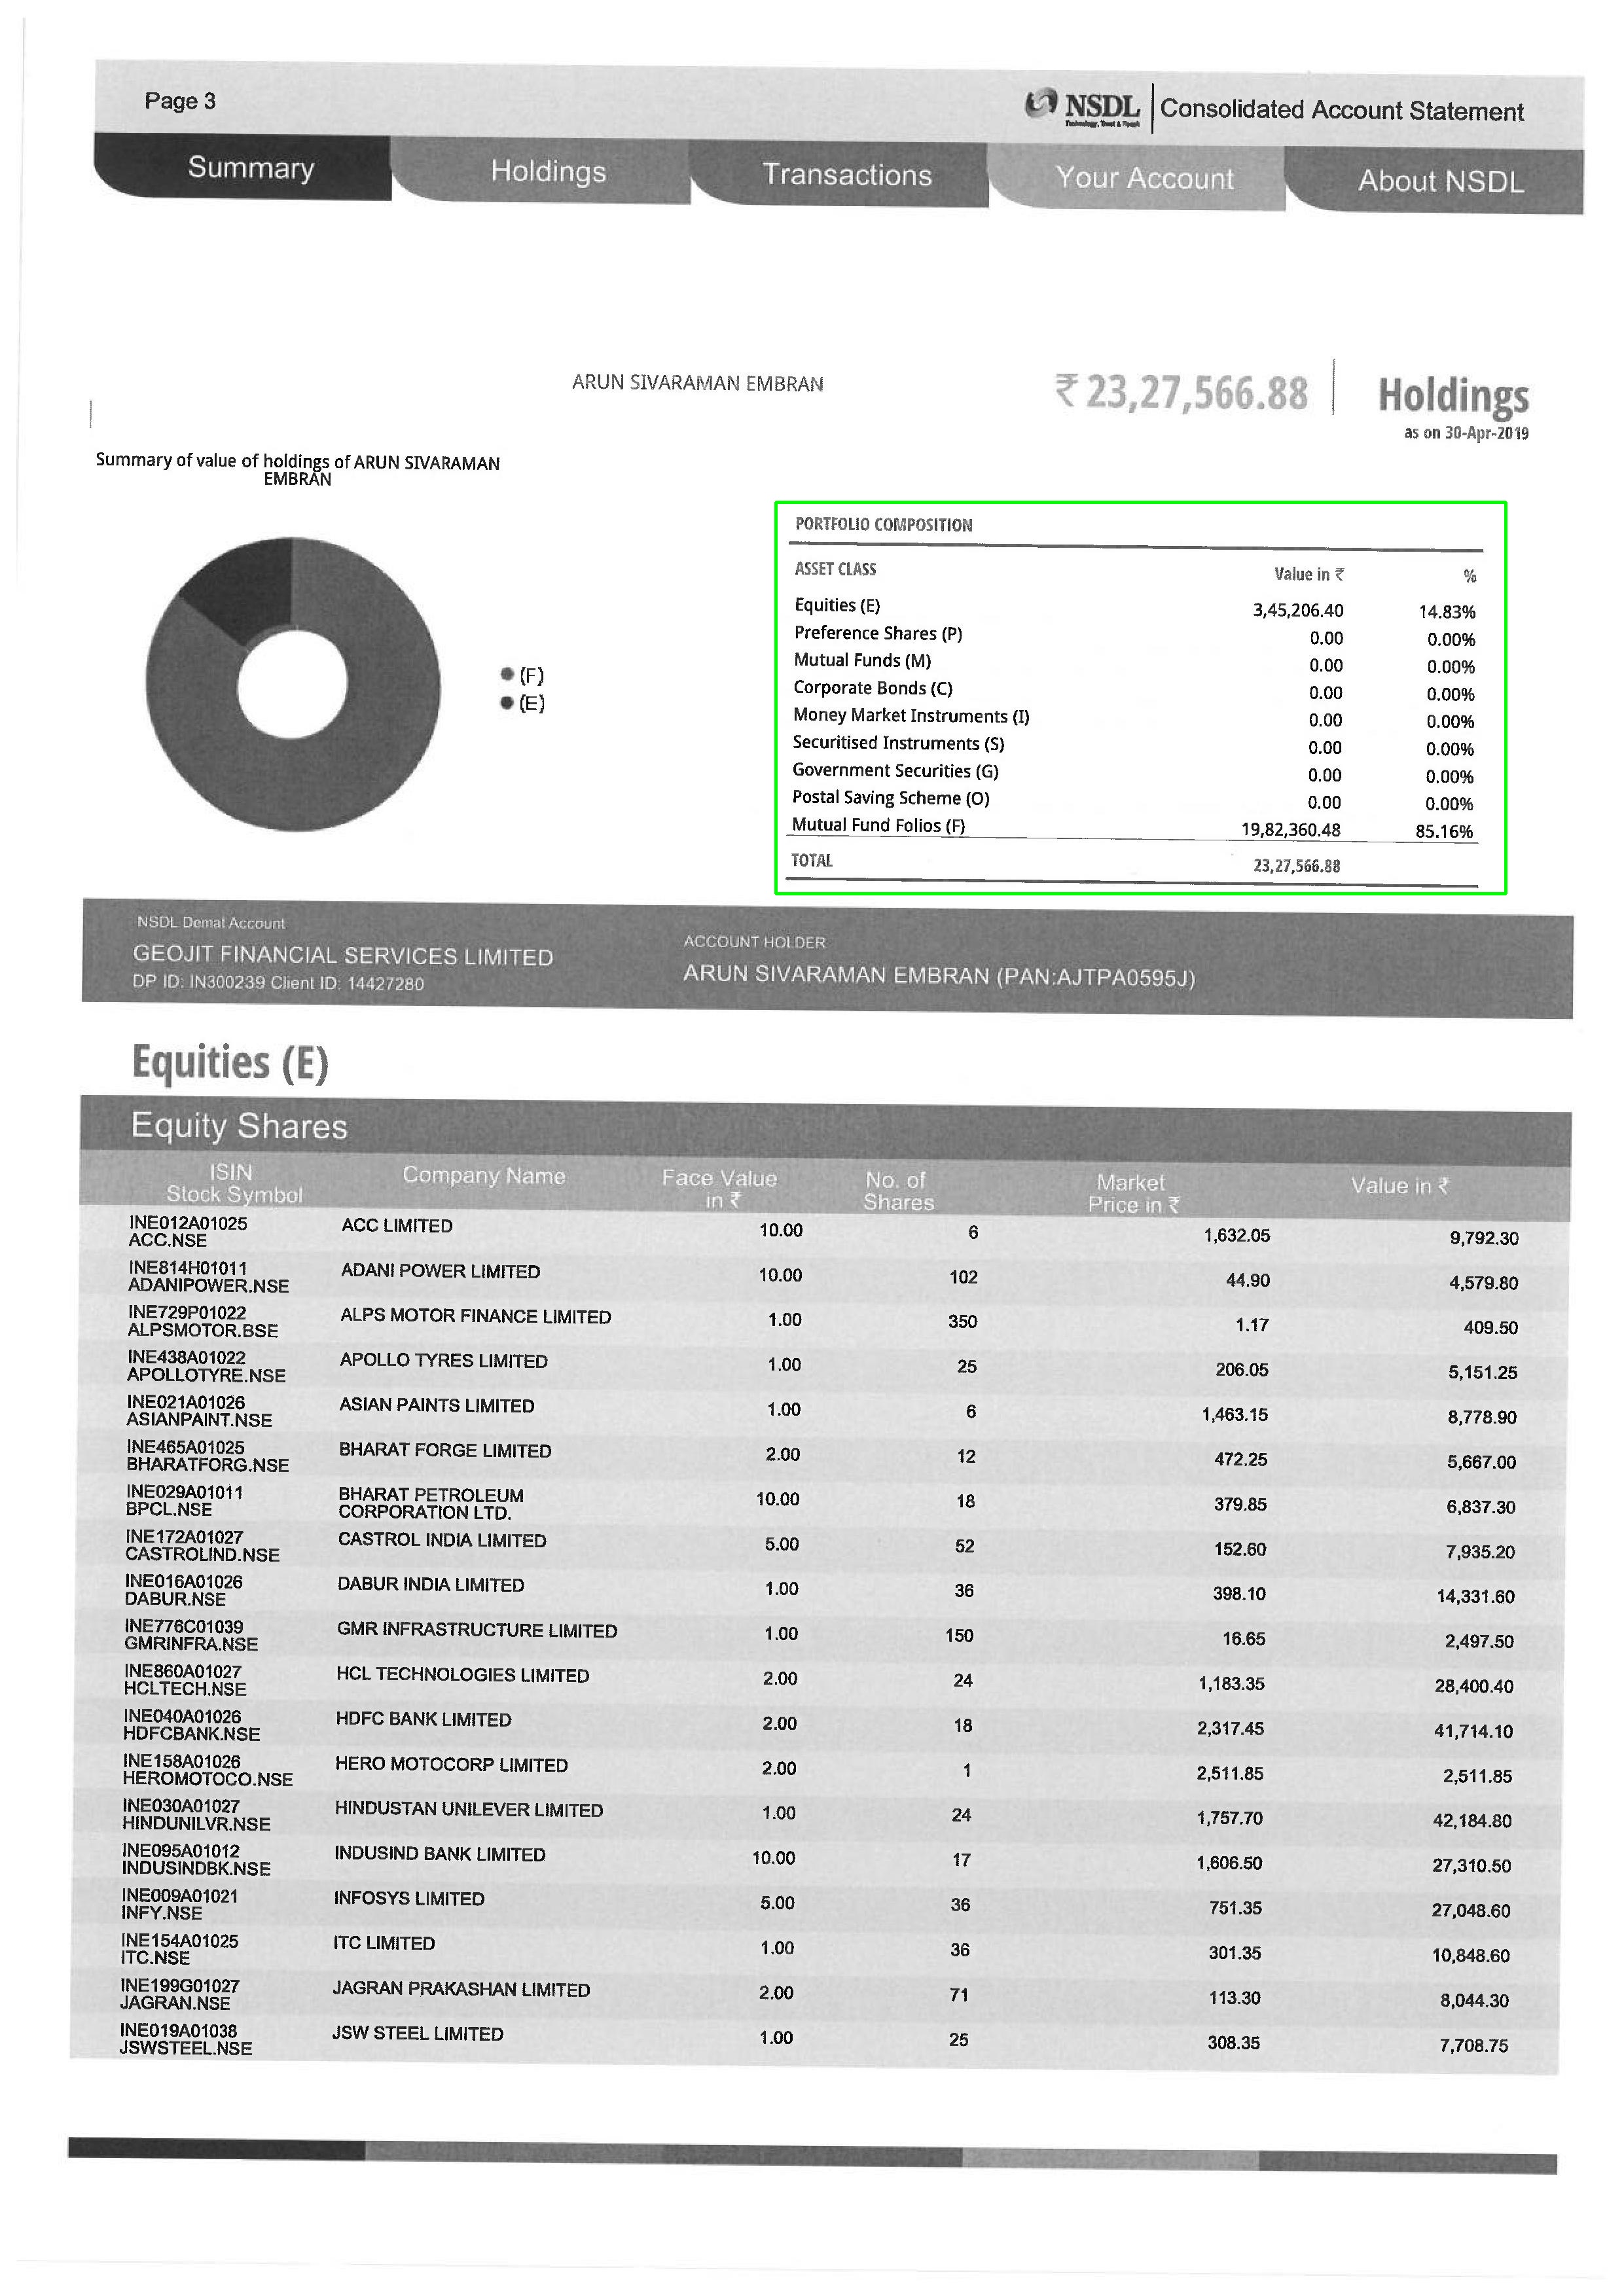 Page 3
NSDL Consolidated Account Statement
Technology, Trust & Reach
Summary Holdings Transactions Your Account About NSDL
ARUN SIVARAMAN EMBRAN
₹ 23,27,566.88 Holdings
as on 30-Apr-2019
Summary of value of holdings of ARUN SIVARAMAN
EMBRAN
(F)
(E)
PORTFOLIO COMPOSITION
ASSET CLASS Value in ₹ %
Equities (E) 3,45,206.40 14.83%
Preference Shares (P) 0.00 0.00%
Mutual Funds (M) 0.00 0.00%
Corporate Bonds (C) 0.00 0.00%
Money Market Instruments (I) 0.00 0.00%
Securitised Instruments (S) 0.00 0.00%
Government Securities (G) 0.00 0.00%
Postal Saving Scheme (O) 0.00 0.00%
Mutual Fund Folios (F) 19,82,360.48 85.16%
TOTAL 23,27,566.88
NSDL Demat Account
GEOJIT FINANCIAL SERVICES LIMITED
DP ID: IN300239 Client ID: 14427280
ACCOUNT HOLDER
ARUN SIVARAMAN EMBRAN (PAN:AJTPA0595J)
Equities (E)
Equity Shares
ISIN Company Name Face Value No. of Market Value in ₹
Stock Symbol in ₹ Shares Price in ₹
INE012A01025 ACC LIMITED 10.00 6 1,632.05 9,792.30
ACC.NSE
INE814H01011 ADANI POWER LIMITED 10.00 102 44.90 4,579.80
ADANIPOWER.NSE
INE729P01022 ALPS MOTOR FINANCE LIMITED 1.00 350 1.17 409.50
ALPSMOTOR.BSE
INE438A01022 APOLLO TYRES LIMITED 1.00 25 206.05 5,151.25
APOLLOTYRE.NSE
INE021A01026 ASIAN PAINTS LIMITED 1.00 6 1,463.15 8,778.90
ASIANPAINT.NSE
INE465A01025 BHARAT FORGE LIMITED 2.00 12 472.25 5,667.00
BHARATFORG.NSE
INE029A01011 BHARAT PETROLEUM 10.00 18 379.85 6,837.30
BPCL.NSE CORPORATION LTD.
INE172A01027 CASTROL INDIA LIMITED 5.00 52 152.60 7,935.20
CASTROLIND.NSE
INE016A01026 DABUR INDIA LIMITED 1.00 36 398.10 14,331.60
DABUR.NSE
INE776C01039 GMR INFRASTRUCTURE LIMITED 1.00 150 16.65 2,497.50
GMRINFRA.NSE
INE860A01027 HCL TECHNOLOGIES LIMITED 2.00 24 1,183.35 28,400.40
HCLTECH.NSE
INE040A01026 HDFC BANK LIMITED 2.00 18 2,317.45 41,714.10
HDFCBANK.NSE
INE158A01026 HERO MOTOCORP LIMITED 2.00 1 2,511.85 2,511.85
HEROMOTOCO.NSE
INE030A01027 HINDUSTAN UNILEVER LIMITED 1.00 24 1,757.70 42,184.80
HINDUNILVR.NSE
INE095A01012 INDUSIND BANK LIMITED 10.00 17 1,606.50 27,310.50
INDUSINDBK.NSE
INE009A01021 INFOSYS LIMITED 5.00 36 751.35 27,048.60
INFY.NSE
INE154A01025 ITC LIMITED 1.00 36 301.35 10,848.60
ITC.NSE
INE199G01027 JAGRAN PRAKASHAN LIMITED 2.00 71 113.30 8,044.30
JAGRAN.NSE
INE019A01038 JSW STEEL LIMITED 1.00 25 308.35 7,708.75
JSWSTEEL.NSE